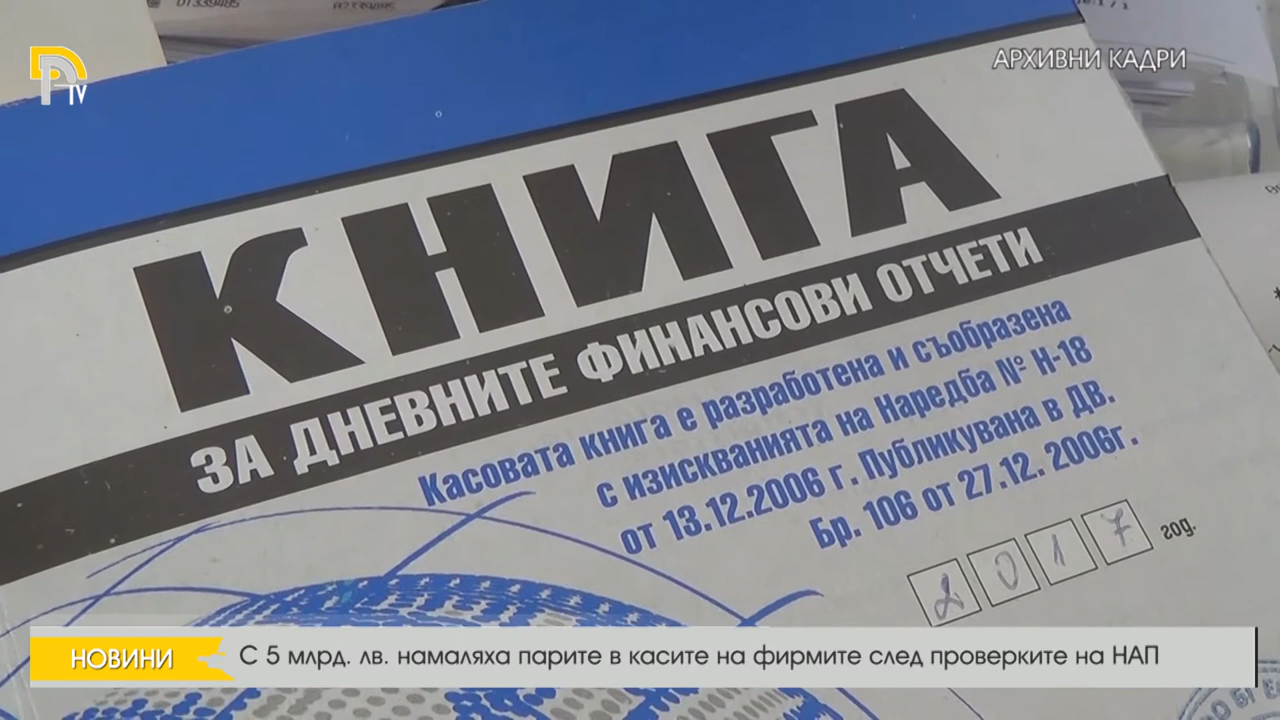 01339485
АРХИВНИ КАДРИ
TV
КНИГА
ЗА ДНЕВНИТЕ ФИНАНСОВИ ОТЧЕТИ
Касовата книга е разработена и съобразена
с изискванията на Наредба № Н-18
от 13.12.2006 г. Публикувана в ДВ.
Бр. 106 от 27.12. 2006г.
2017 год.
НОВИНИ
С 5 млрд. лв. намаляха парите в касите на фирмите след проверките на НАП